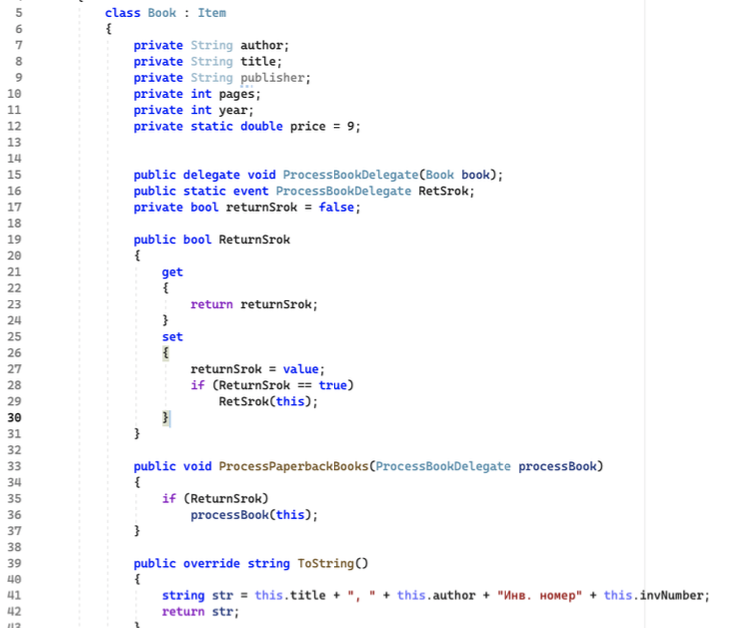 5 class Book : Item
6 {
7 private String author;
8 private String title;
9 private String publisher;
10 private int pages;
11 private int year;
12 private static double price = 9;
13
14
15 public delegate void ProcessBookDelegate(Book book);
16 public static event ProcessBookDelegate RetSrok;
17 private bool returnSrok = false;
18
19 public bool ReturnSrok
20 {
21 get
22 {
23 return returnSrok;
24 }
25 set
26 {
27 returnSrok = value;
28 if (ReturnSrok == true)
29 RetSrok(this);
30 }
31 }
32
33 public void ProcessPaperbackBooks(ProcessBookDelegate processBook)
34 {
35 if (ReturnSrok)
36 processBook(this);
37 }
38
39 public override string ToString()
40 {
41 string str = this.title + ", " + this.author + "Инв. номер" + this.invNumber;
42 return str;
43 }